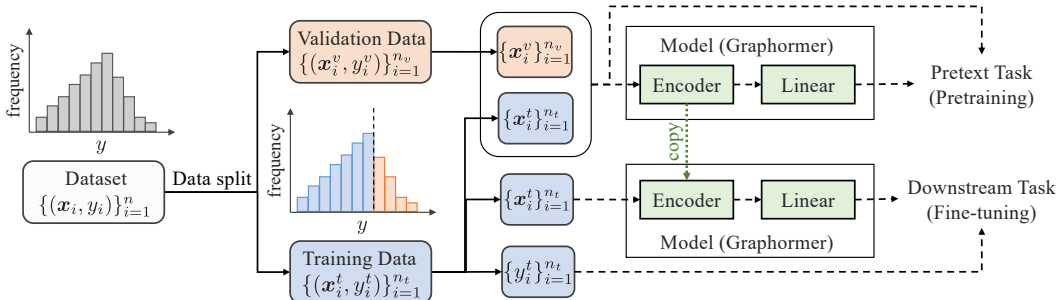 frequency
y
Dataset
{(x_i, y_i)}_{i=1}^{n}
Data split
Validation Data
{(x_i^v, y_i^v)}_{i=1}^{n_v}
frequency
y
Training Data
{(x_i^t, y_i^t)}_{i=1}^{n_t}
{x_i^v}_{i=1}^{n_v}
{x_i^t}_{i=1}^{n_t}
{x_i^t}_{i=1}^{n_t}
{y_i^t}_{i=1}^{n_t}
Model (Graphormer)
Encoder
Linear
copy
Encoder
Linear
Model (Graphormer)
Pretext Task
(Pretraining)
Downstream Task
(Fine-tuning)